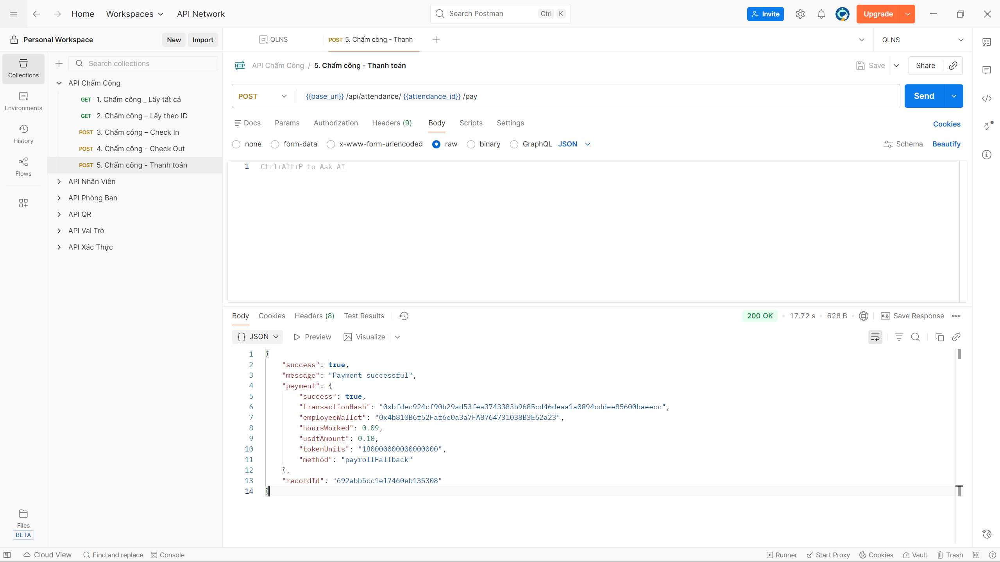 Home
Workspaces
API Network
Search Postman
Ctrl K
Invite
Upgrade
Personal Workspace
New
Import
QLNS
POST 5. Chấm công - Thanh
QLNS
Collections
Environments
History
Flows
Files
BETA
Search collections
API Chấm Công
GET 1. Chấm công _ Lấy tất cả
GET 2. Chấm công – Lấy theo ID
POST 3. Chấm công – Check In
POST 4. Chấm công - Check Out
POST 5. Chấm công - Thanh toán
API Nhân Viên
API Phòng Ban
API QR
API Vai Trò
API Xác Thực
HTTP API Chấm Công / 5. Chấm công - Thanh toán
Save
Share
POST {{base_url}}/api/attendance/{{attendance_id}}/pay
Send
Docs Params Authorization Headers (9) Body Scripts Settings
Cookies
none form-data x-www-form-urlencoded raw binary GraphQL JSON
Schema Beautify
1 Ctrl+Alt+P to Ask AI
Body Cookies Headers (8) Test Results
200 OK • 17.72 s • 628 B
e.g. Save Response
{} JSON Preview Visualize
1 {
2 "success": true,
3 "message": "Payment successful",
4 "payment": {
5 "success": true,
6 "transactionHash": "0xbfdec924cf90b29ad53fea3743383b9685cd46deaa1a0894cddee85600baeecc",
7 "employeeWallet": "0x4b810B6f52Faf6e0a3a7FA8764731038B3E62a23",
8 "hoursWorked": 0.09,
9 "usdtAmount": 0.18,
10 "tokenUnits": "180000000000000000",
11 "method": "payrollFallback"
12 },
13 "recordId": "692abb5cc1e17460eb135308"
14 }
Cloud View
Find and replace
Console
Runner
Start Proxy
Cookies
Vault
Trash